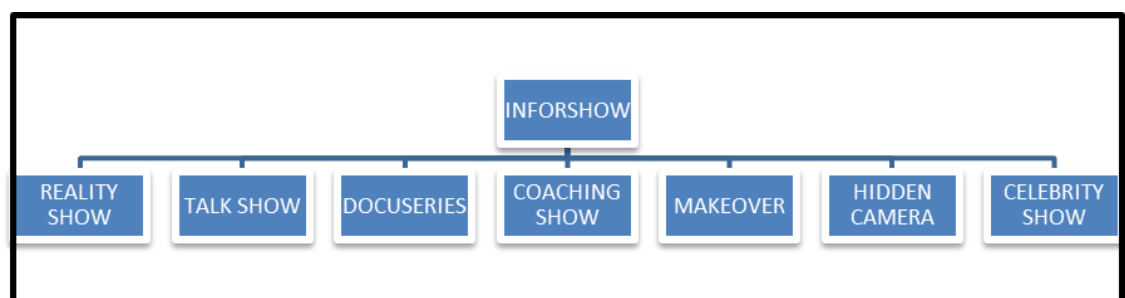 INFORSHOW
REALITY
SHOW
TALK SHOW
DOCUSERIES
COACHING
SHOW
MAKEOVER
HIDDEN
CAMERA
CELEBRITY
SHOW